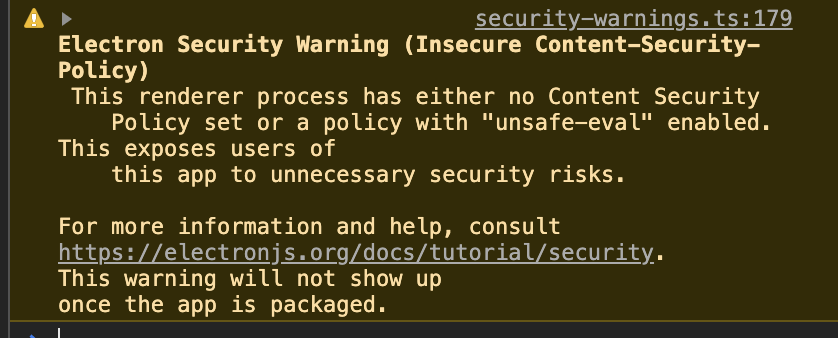 security-warnings.ts:179
Electron Security Warning (Insecure Content-Security-
Policy)
This renderer process has either no Content Security
Policy set or a policy with "unsafe-eval" enabled.
This exposes users of
this app to unnecessary security risks.
For more information and help, consult
https://electronjs.org/docs/tutorial/security.
This warning will not show up
once the app is packaged.